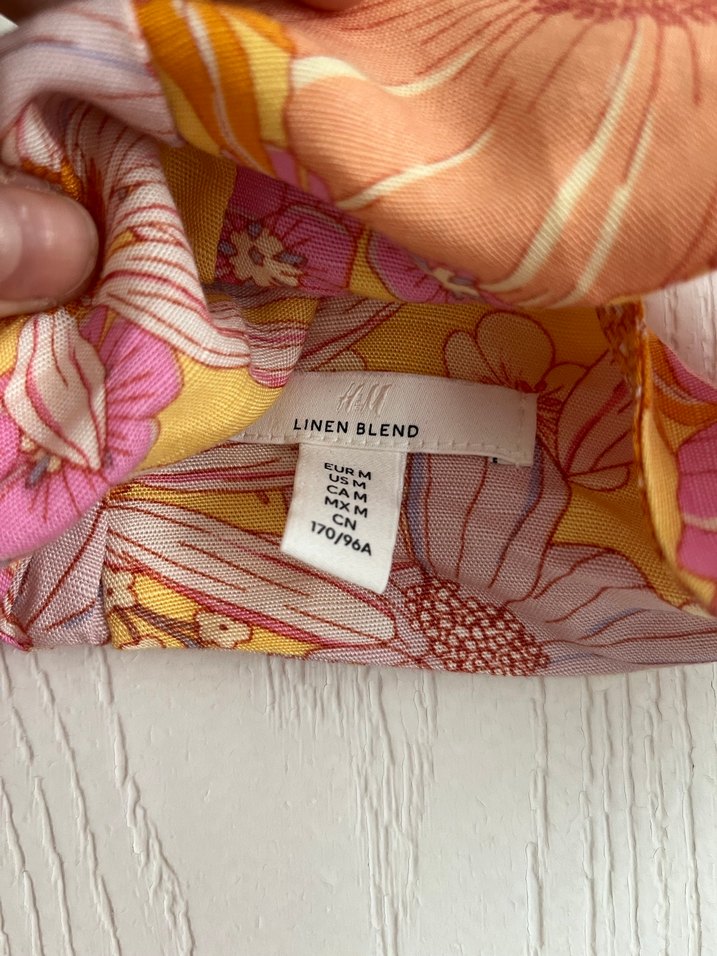 H&M
LINEN BLEND
EUR M
US M
CA M
MX M
CN
170/96A